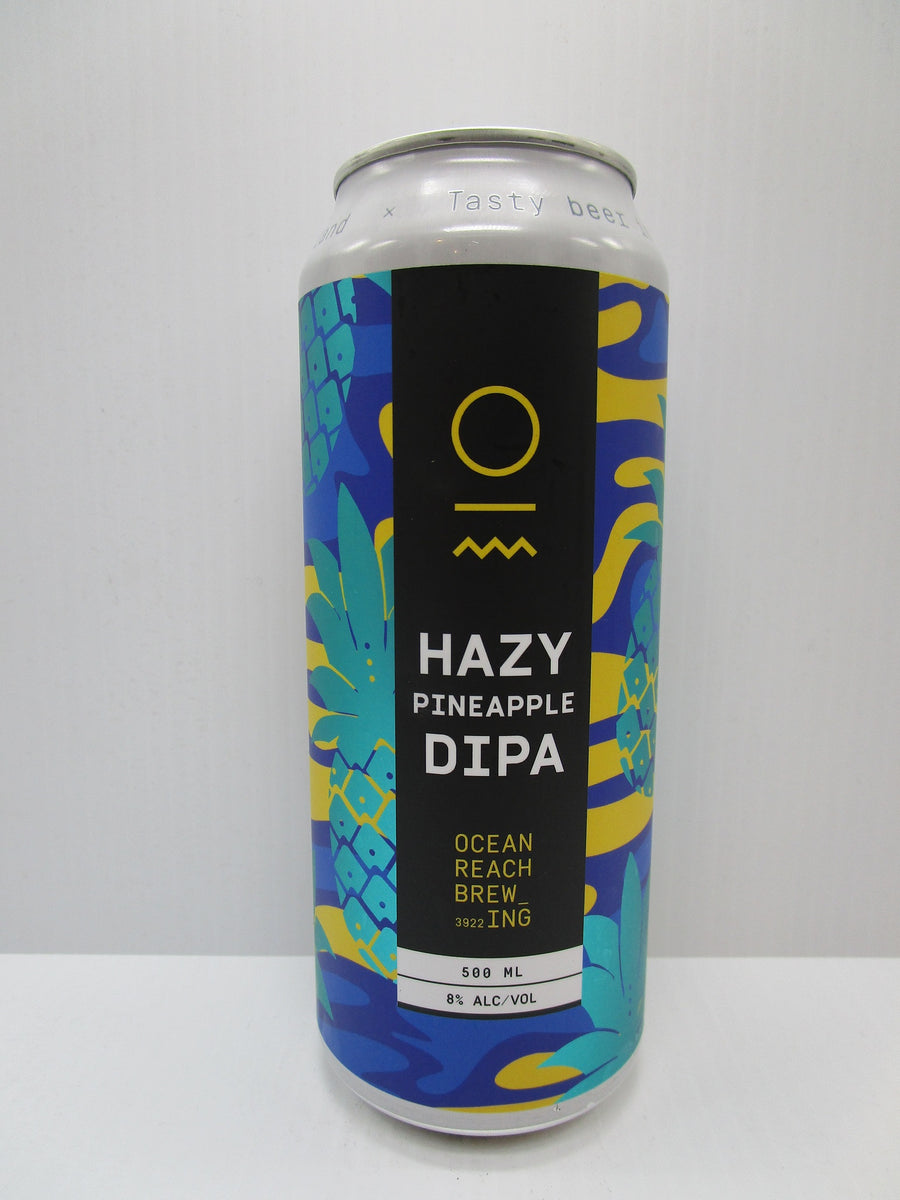 × Tasty beer
HAZY
PINEAPPLE
DIPA
OCEAN
REACH
BREW_
3922 ING
500 ML
8% ALC/VOL